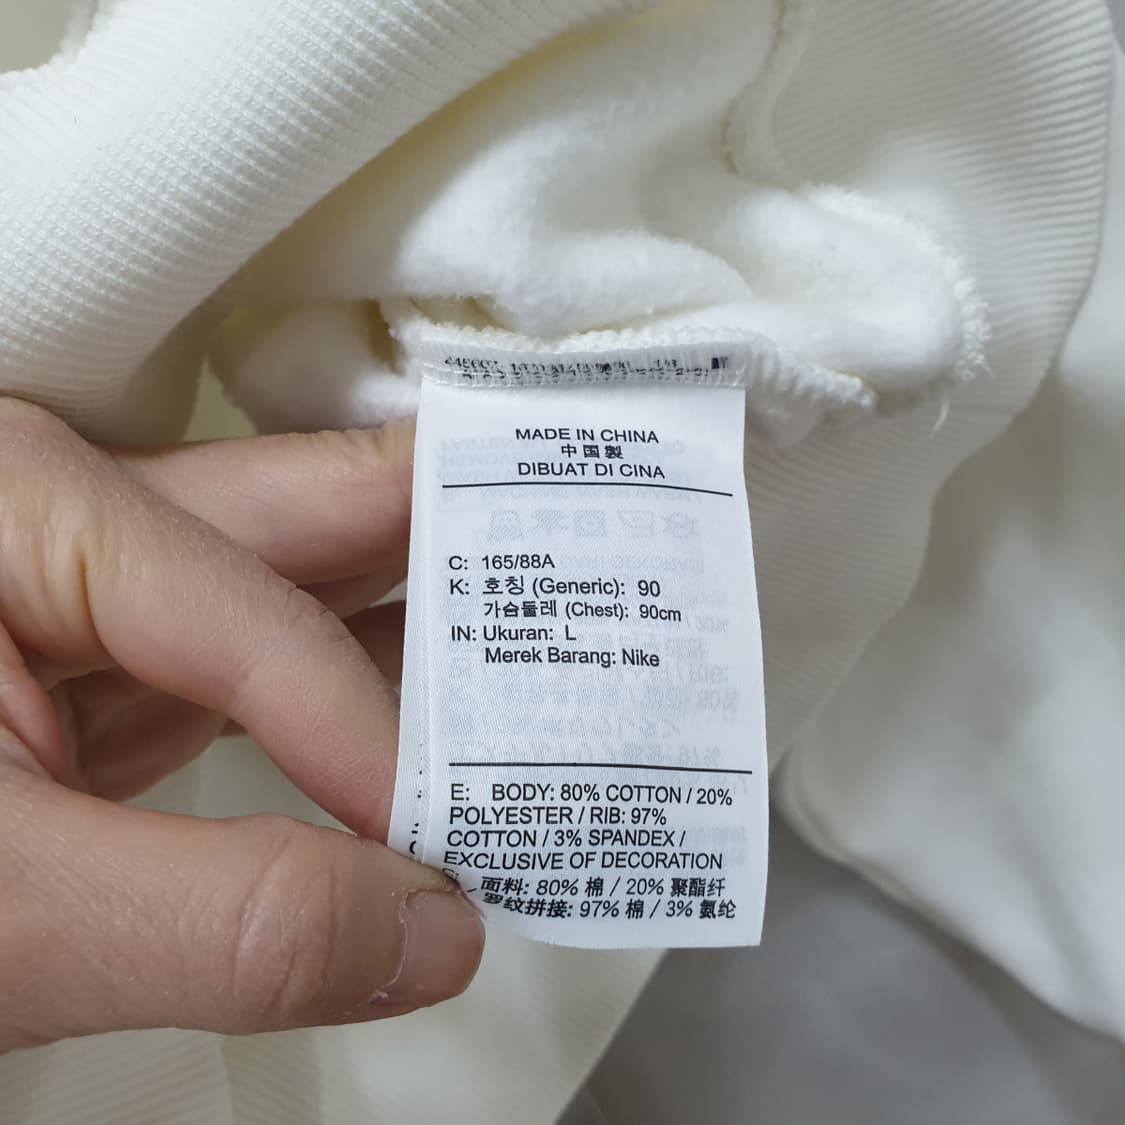 MADE IN CHINA
中国製
DIBUAT DI CINA
C: 165/88A
K: 호칭 (Generic): 90
가슴둘레 (Chest): 90cm
IN: Ukuran: L
Merek Barang: Nike
E: BODY: 80% COTTON / 20%
POLYESTER / RIB: 97%
COTTON / 3% SPANDEX /
EXCLUSIVE OF DECORATION
面料: 80% 棉 / 20% 聚酯纤
罗纹拼接: 97% 棉 / 3% 氨纶